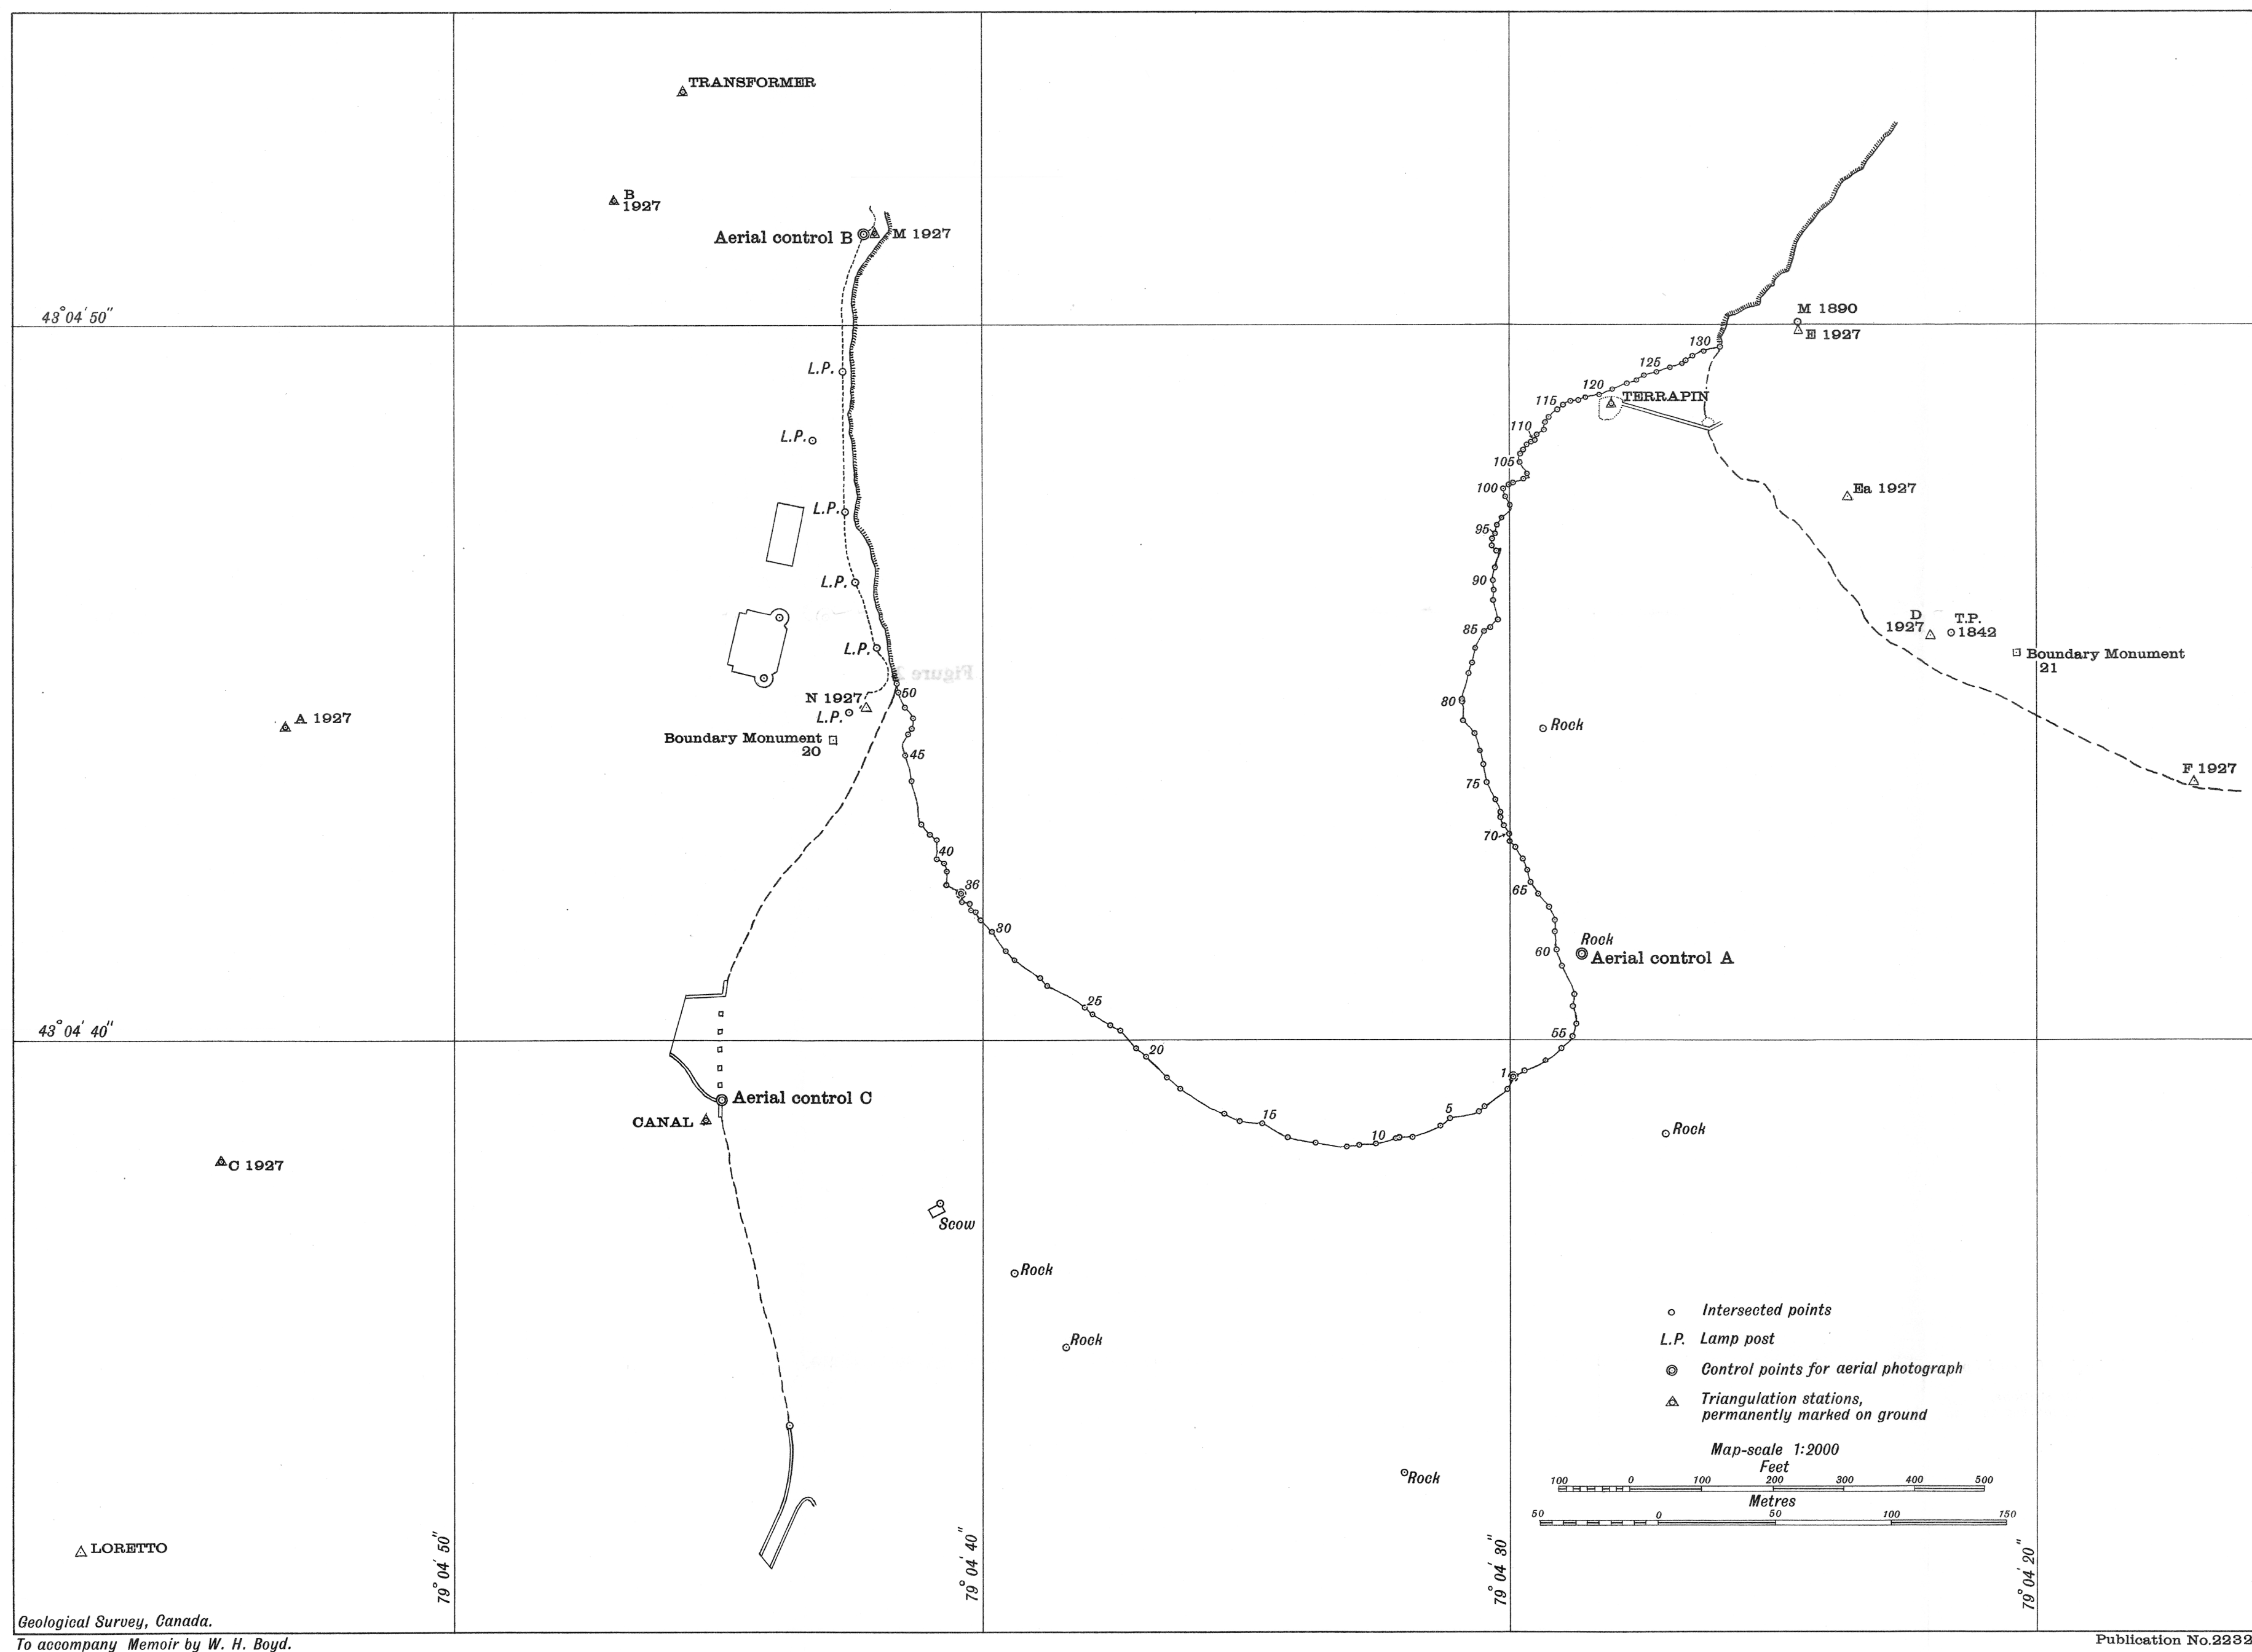 TRANSFORMER
B
1927
Aerial control B
M 1927
43° 04' 50"
M 1890
E 1927
L.P.
130
125
120
TERRAPIN
115
110
L.P.
105
100
Ea 1927
L.P.
95
90
L.P.
D
1927
T.P.
1842
85
L.P.
Boundary Monument
21
Figure
N 1927
50
L.P.
80
Rock
A 1927
Boundary Monument
20
45
F 1927
75
70
40
36
65
30
Rock
60
Aerial control A
25
43° 04' 40"
55
20
1
Aerial control C
15
5
CANAL
10
Rock
C 1927
Scow
Rock
Intersected points
L.P. Lamp post
Rock
Control points for aerial photograph
Triangulation stations,
permanently marked on ground
Map-scale 1:2000
Feet
100 0 100 200 300 400 500
Rock
Metres
50 0 50 100 150
LORETTO
79° 04' 50"
79° 04' 40"
79° 04' 30"
79° 04' 20"
Geological Survey, Canada.
To accompany Memoir by W. H. Boyd.
Publication No.2232